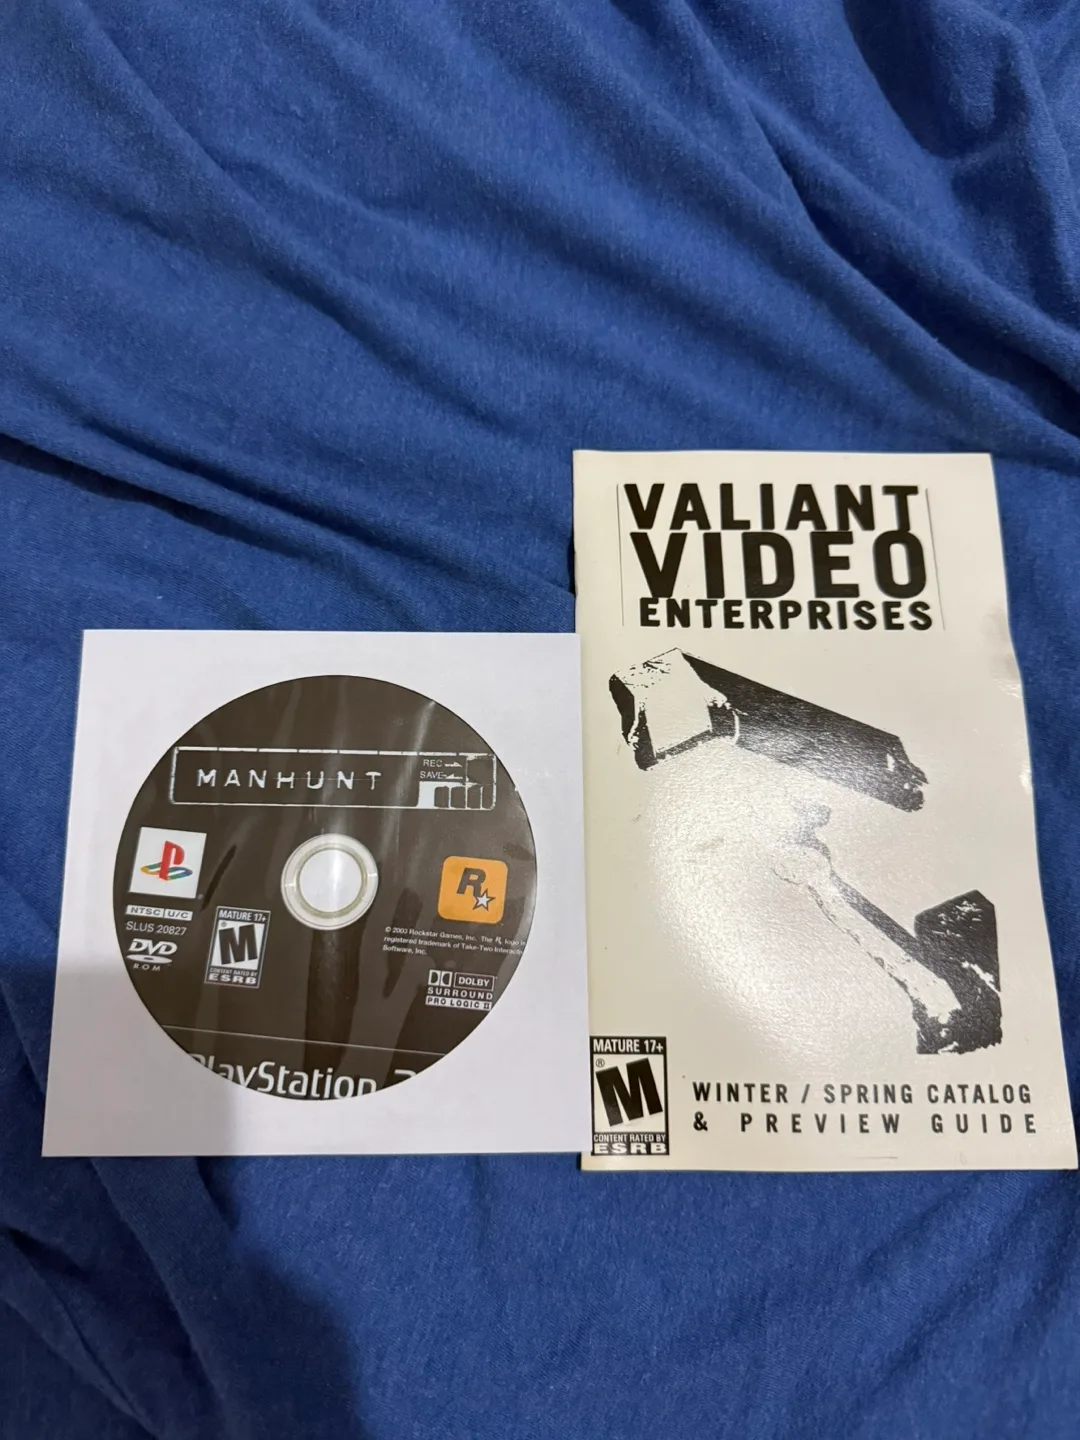 VALIANT
VIDEO
ENTERPRISES
MATURE 17+
M
®
CONTENT RATED BY
ESRB
WINTER / SPRING CATALOG
& PREVIEW GUIDE
MANHUNT
REC
SAVE
NTSC U/C
SLUS 20827
DVD
ROM
MATURE 17+
M
CONTENT RATED BY
ESRB
R
© 2003 Rockstar Games, Inc. The R logo is
registered trademark of Take-Two Interac
Software, Inc.
DOLBY
SURROUND
PRO LOGIC II
PlayStation 2